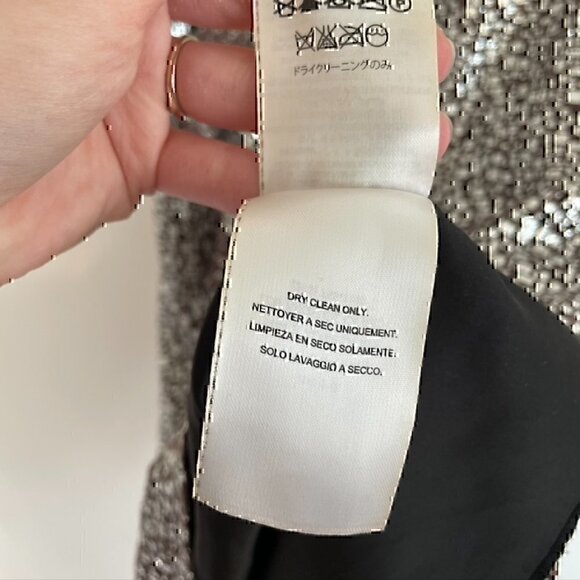 ドライクリーニングのみ。
DRY CLEAN ONLY.
NETTOYER A SEC UNIQUEMENT.
LIMPIEZA EN SECO SOLAMENTE.
SOLO LAVAGGIO A SECCO.